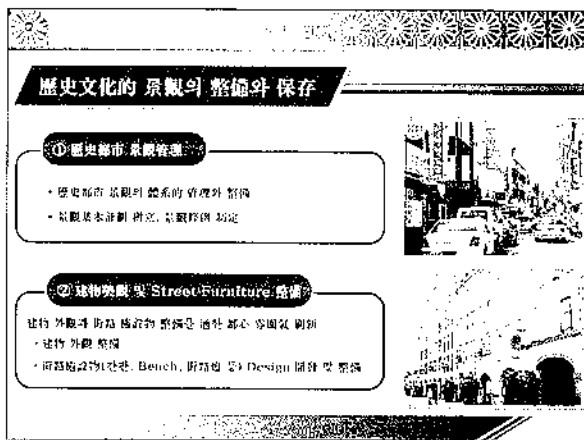 歷史文化的 景觀의 整備와 保存
① 歷史都市 景觀管理
• 歷史都市 景觀의 體系的 管理와 整備
• 景觀基本計劃 樹立, 景觀條例 制定
② 建物外觀 및 Street Furniture 整備
建物 外觀과 街路 施設物 整備를 통한 都心 雰圍氣 刷新
• 建物 外觀 整備
• 街路施設物(간판, Bench, 街路燈 등) Design 開發 및 整備